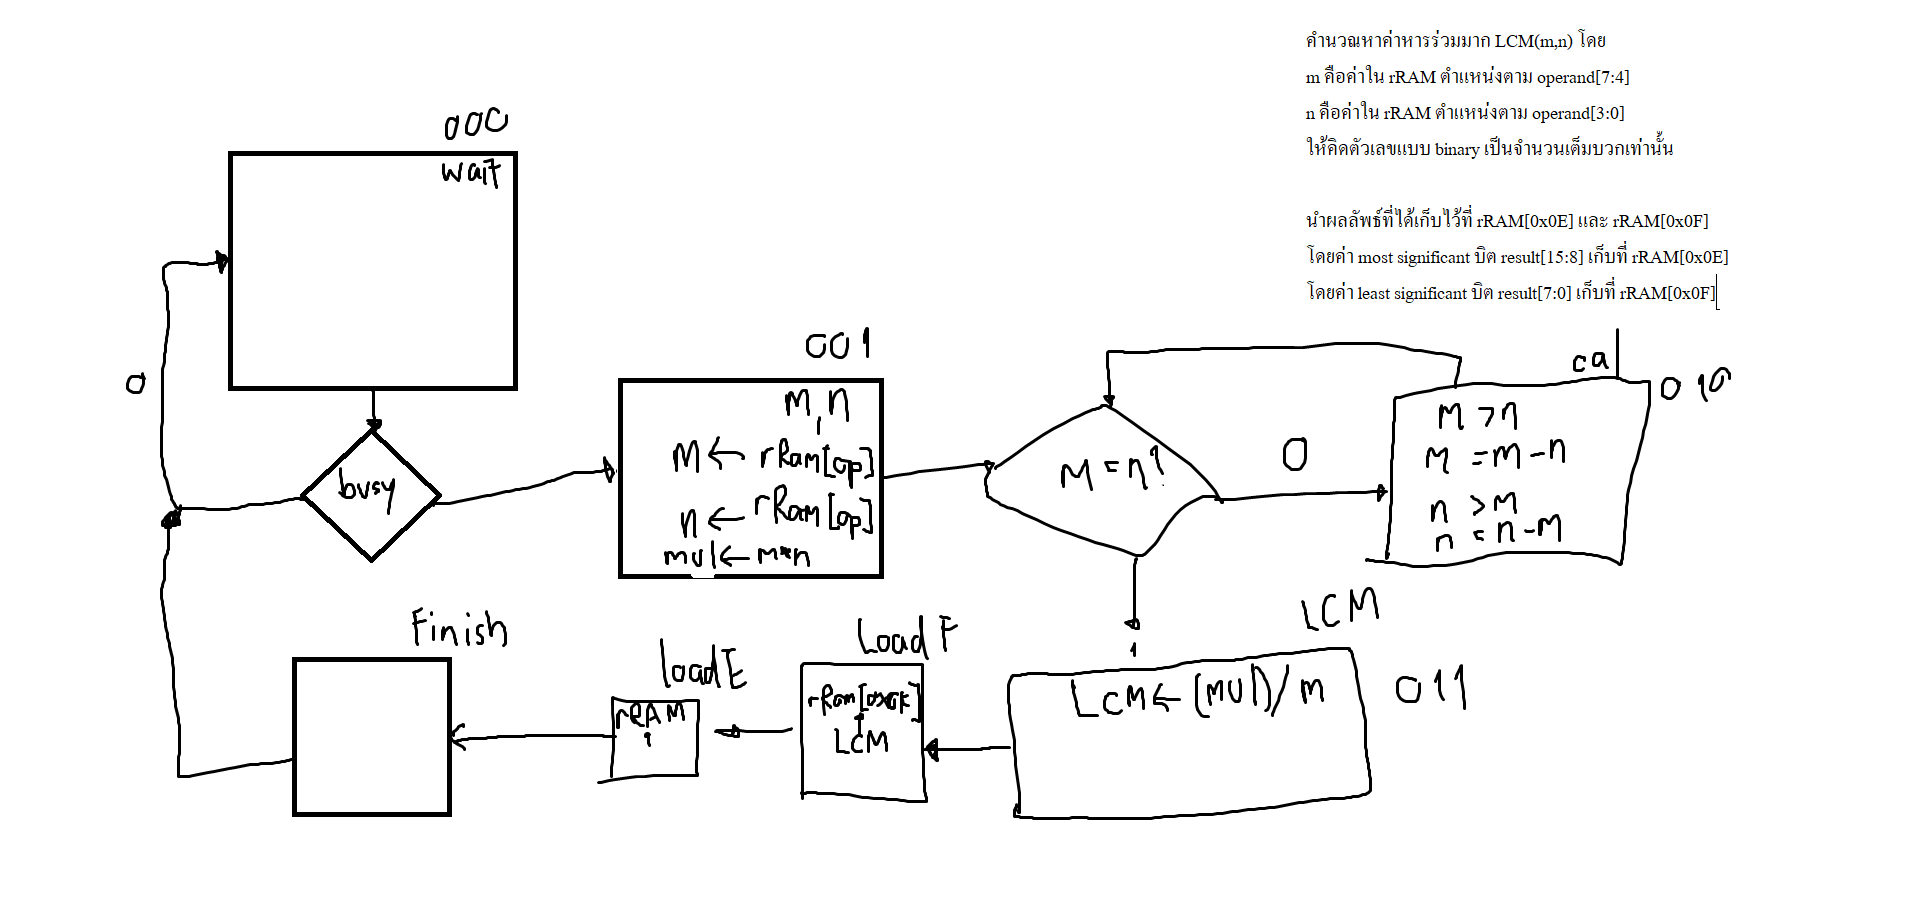 คำนวณหาค่าหารร่วมมาก LCM(m,n) โดย
m คือค่าใน rRAM ตำแหน่งตาม operand[7:4]
n คือค่าใน rRAM ตำแหน่งตาม operand[3:0]
ให้คิดตัวเลขแบบ binary เป็นจำนวนเต็มบวกเท่านั้น
นำผลลัพธ์ที่ได้เก็บไว้ที่ rRAM[0x0E] และ rRAM[0x0F]
โดยค่า most significant บิต result[15:8] เก็บที่ rRAM[0x0E]
โดยค่า least significant บิต result[7:0] เก็บที่ rRAM[0x0F]
000
wait
0
busy
001
m,n
m ← rRam[op]
n ← rRam[op]
mul ← m*n
m = n?
0
1
ca
010
m > n
m = m - n
n > m
n = n - m
LCM
011
LCM ← (mul)/m
Load F
LCM
load E
rRAM
Finish